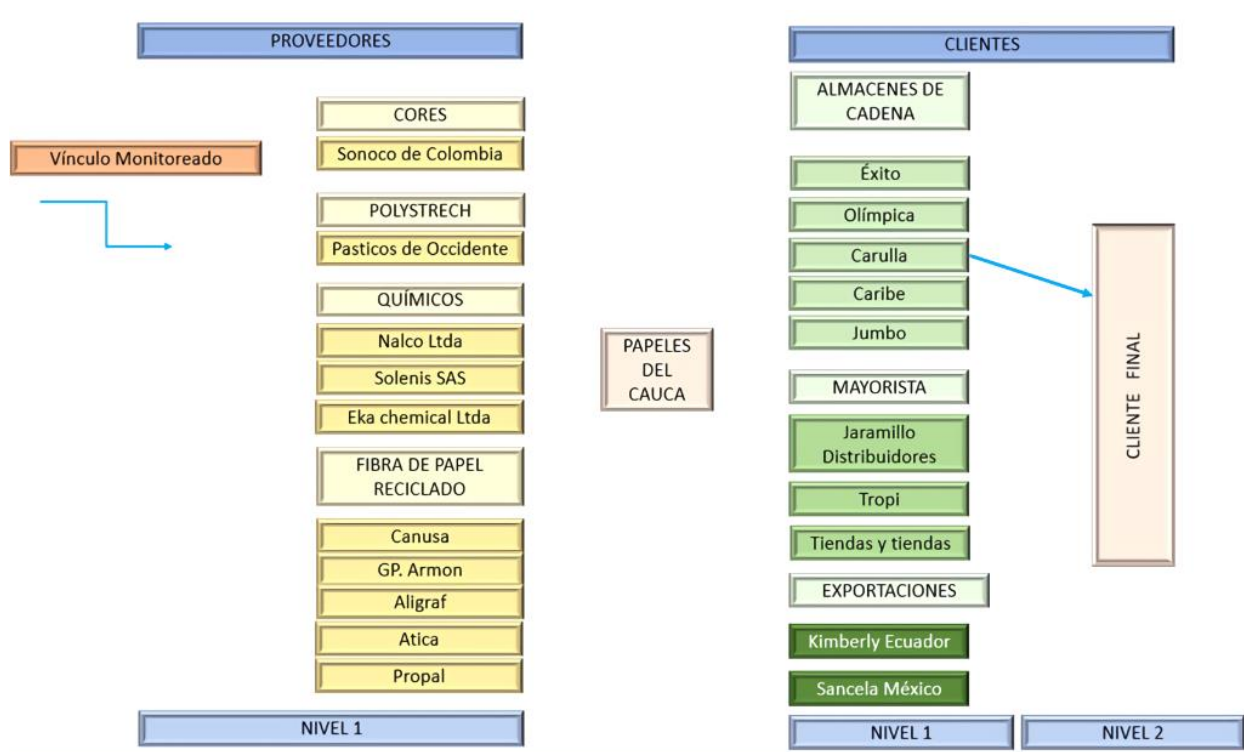 PROVEEDORES
Vínculo Monitoreado
CORES
Sonoco de Colombia
POLYSTRECH
Pasticos de Occidente
QUÍMICOS
Nalco Ltda
Solenis SAS
Eka chemical Ltda
FIBRA DE PAPEL
RECICLADO
Canusa
GP. Armon
Aligraf
Atica
Propal
NIVEL 1
PAPELES
DEL
CAUCA
CLIENTES
ALMACENES DE
CADENA
Éxito
Olímpica
Carulla
Caribe
Jumbo
MAYORISTA
Jaramillo
Distribuidores
Tropi
Tiendas y tiendas
EXPORTACIONES
Kimberly Ecuador
Sancela México
NIVEL 1
CLIENTE FINAL
NIVEL 2